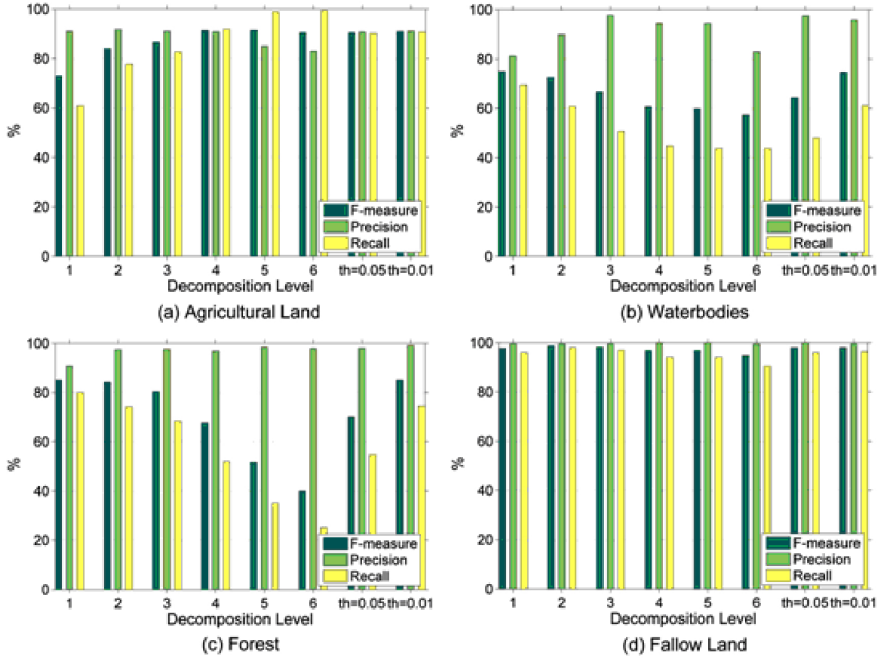 100
80
60
40
20
0
%
F-measure
Precision
Recall
1 2 3 4 5 6 th=0.05 th=0.01
Decomposition Level
(a) Agricultural Land
100
80
60
40
20
0
%
F-measure
Precision
Recall
1 2 3 4 5 6 th=0.05 th=0.01
Decomposition Level
(b) Waterbodies
100
80
60
40
20
0
%
F-measure
Precision
Recall
1 2 3 4 5 6 th=0.05 th=0.01
Decomposition Level
(c) Forest
100
80
60
40
20
0
%
F-measure
Precision
Recall
1 2 3 4 5 6 th=0.05 th=0.01
Decomposition Level
(d) Fallow Land